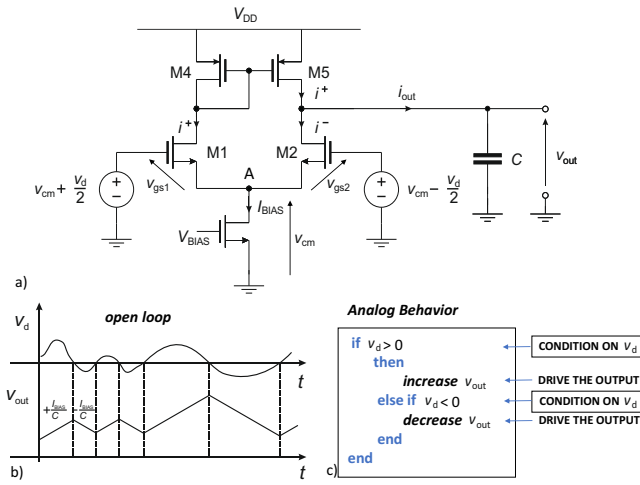 V_DD
M4
M5
i^+
i_out
i^+
i^-
M1
M2
A
v_gs1
v_gs2
v_cm + v_d/2
v_cm − v_d/2
I_BIAS
V_BIAS
v_cm
C
v_out
a)
open loop
v_d
t
v_out
+ I_BIAS/C
− I_BIAS/C
t
b)
Analog Behavior
if v_d > 0
then
increase v_out
else if v_d < 0
decrease v_out
end
end
CONDITION ON v_d
DRIVE THE OUTPUT
CONDITION ON v_d
DRIVE THE OUTPUT
c)